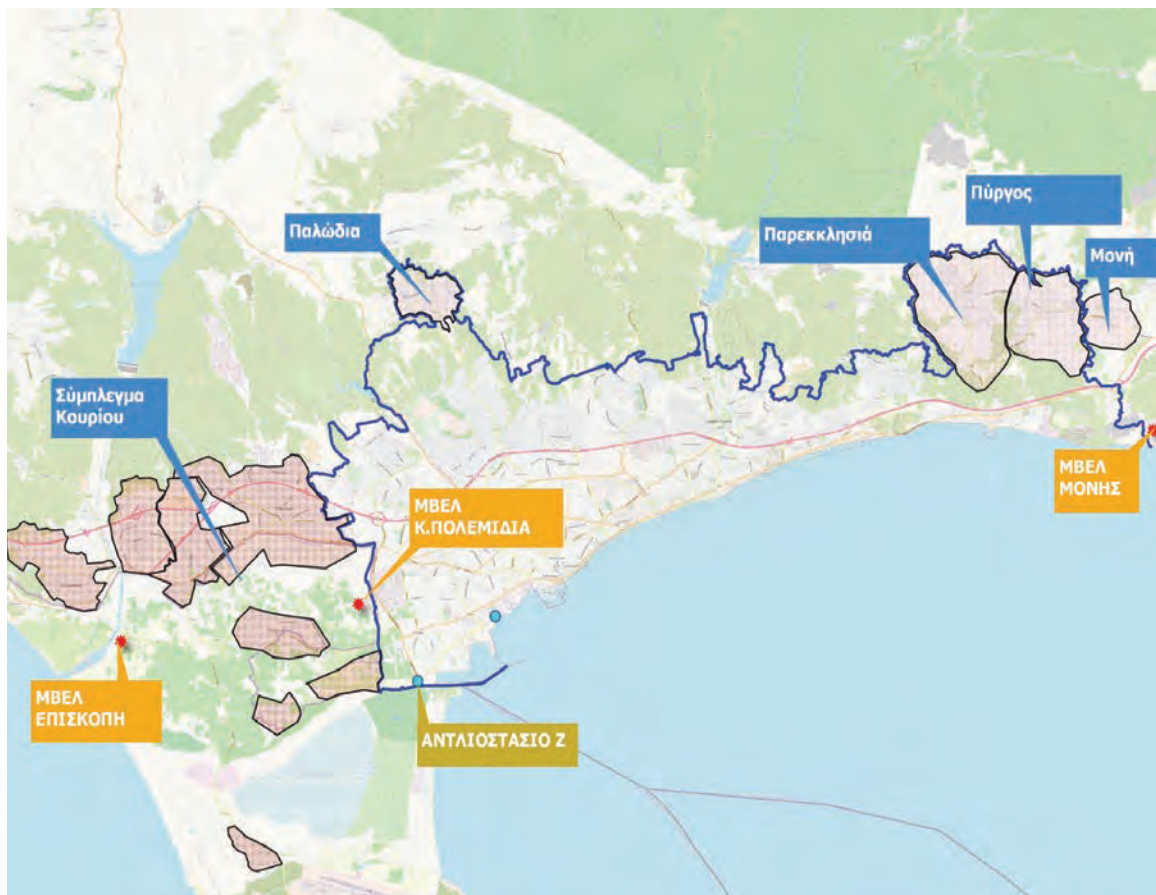 Πύργος
Παλώδια
Παρεκκλησιά
Μονή
Σύμπλεγμα
Κουρίου
ΜΒΕΛ
ΜΟΝΗΣ
ΜΒΕΛ
Κ.ΠΟΛΕΜΙΔΙΑ
ΜΒΕΛ
ΕΠΙΣΚΟΠΗ
ΑΝΤΛΙΟΣΤΑΣΙΟ Ζ